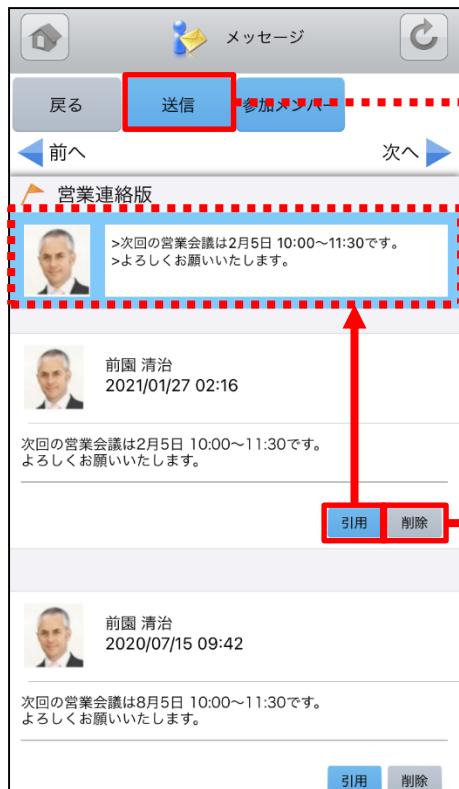 メッセージ
戻る
送信
参加メンバー
前へ
次へ
営業連絡版
>次回の営業会議は2月5日 10:00～11:30です。
>よろしくお願いいたします。
前園 清治
2021/01/27 02:16
次回の営業会議は2月5日 10:00～11:30です。
よろしくお願いいたします。
引用
削除
前園 清治
2020/07/15 09:42
次回の営業会議は8月5日 10:00～11:30です。
よろしくお願いいたします。
引用
削除